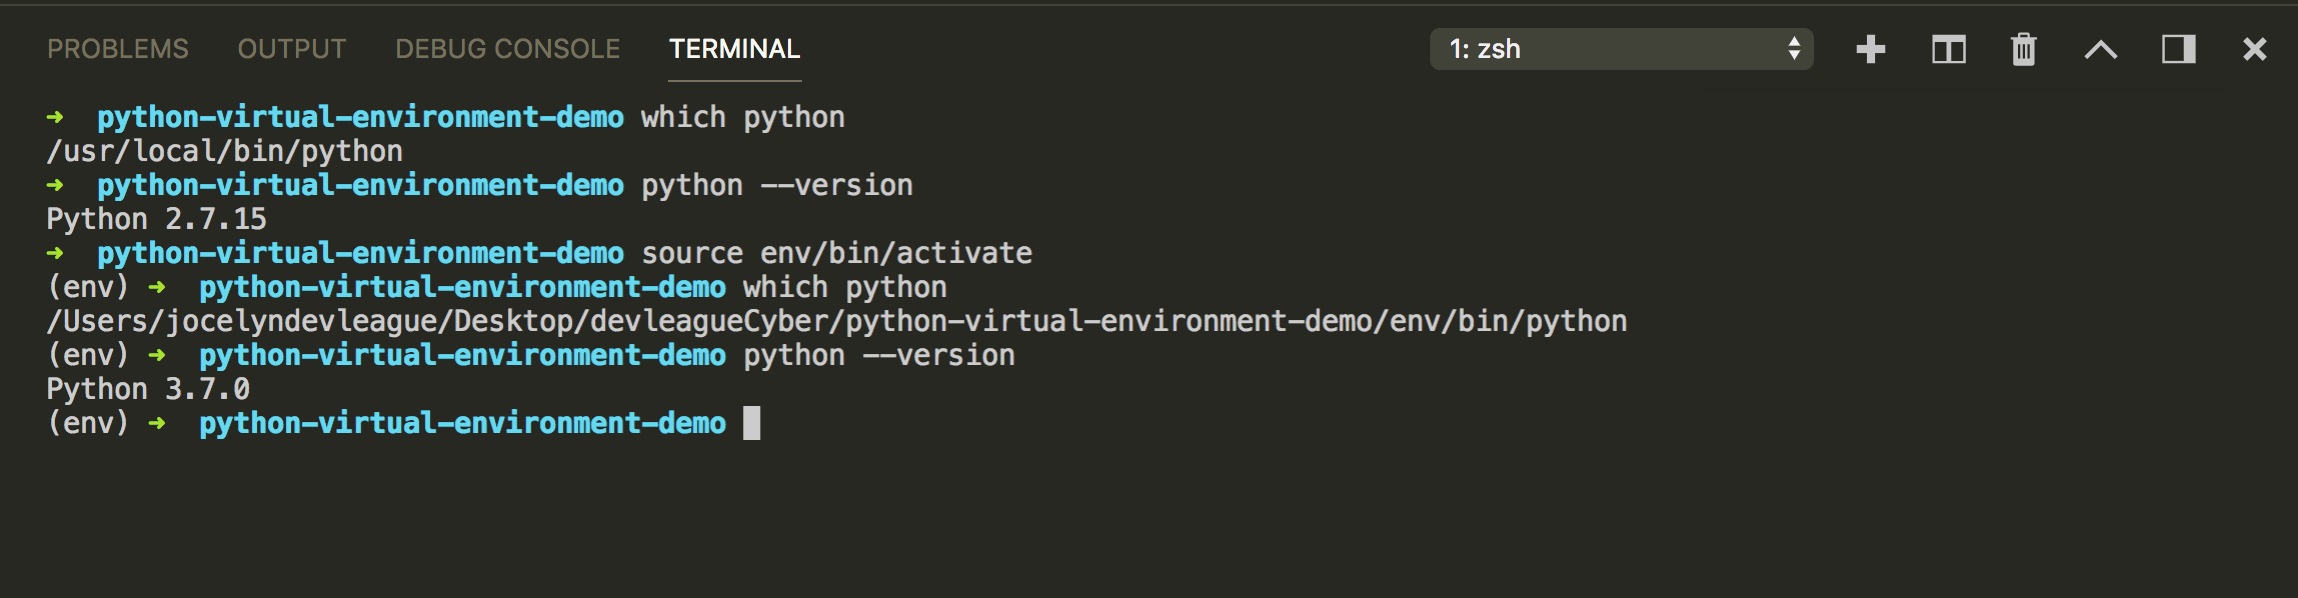 PROBLEMS OUTPUT DEBUG CONSOLE TERMINAL 1: zsh
➜ python-virtual-environment-demo which python
/usr/local/bin/python
➜ python-virtual-environment-demo python --version
Python 2.7.15
➜ python-virtual-environment-demo source env/bin/activate
(env) ➜ python-virtual-environment-demo which python
/Users/jocelyndevleague/Desktop/devleagueCyber/python-virtual-environment-demo/env/bin/python
(env) ➜ python-virtual-environment-demo python --version
Python 3.7.0
(env) ➜ python-virtual-environment-demo